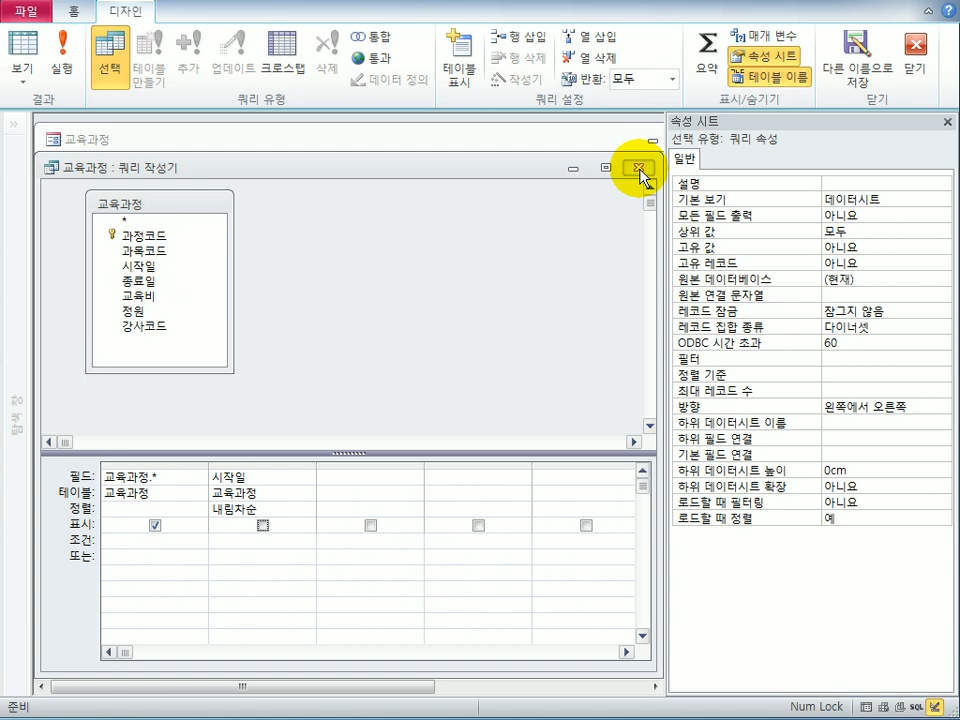 파일 홈 디자인
보기 실행 선택 테이블 만들기 추가 업데이트 크로스탭 삭제 통합 통과 데이터 정의 테이블 표시 행 삽입 행 삭제 작성기 열 삽입 열 삭제 반환: 모두 요약 매개 변수 속성 시트 테이블 이름 다른 이름으로 저장 닫기
결과 쿼리 유형 쿼리 설정 표시/숨기기 닫기
교육과정
교육과정 : 쿼리 작성기
교육과정
*
과정코드
과목코드
시작일
종료일
교육비
정원
강사코드
탐색 창
필드: 교육과정.* 시작일
테이블: 교육과정 교육과정
정렬: 내림차순
표시:
조건:
또는:
속성 시트
선택 유형: 쿼리 속성
일반
설명
기본 보기 데이터시트
모든 필드 출력 아니요
상위 값 모두
고유 값 아니요
고유 레코드 아니요
원본 데이터베이스 (현재)
원본 연결 문자열
레코드 잠금 잠그지 않음
레코드 집합 종류 다이너셋
ODBC 시간 초과 60
필터
정렬 기준
최대 레코드 수
방향 왼쪽에서 오른쪽
하위 데이터시트 이름
하위 필드 연결
기본 필드 연결
하위 데이터시트 높이 0cm
하위 데이터시트 확장 아니요
로드할 때 필터링 아니요
로드할 때 정렬 예
준비 Num Lock SQL